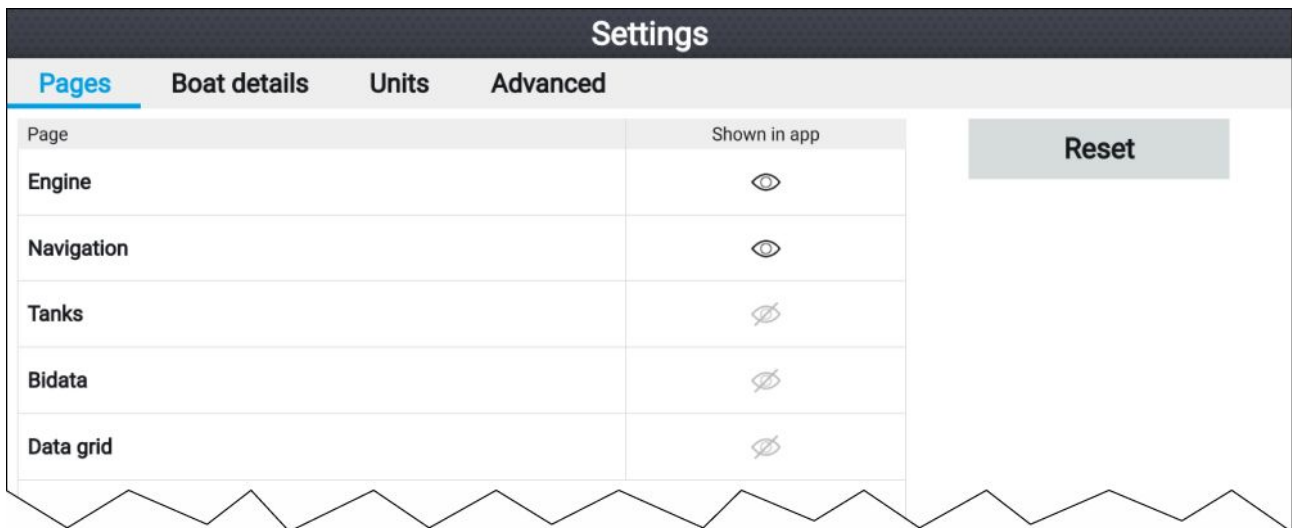 Settings
Pages Boat details Units Advanced
Page Shown in app
Reset
Engine
Navigation
Tanks
Bidata
Data grid